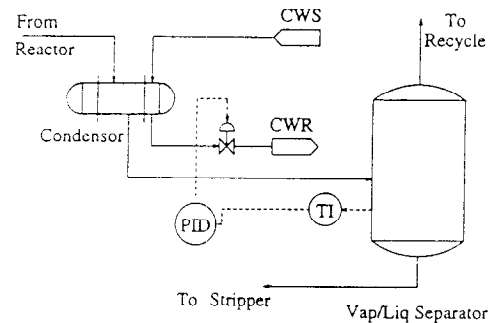 From
Reactor
CWS
To
Recycle
Condensor
CWR
PID
TI
To Stripper
Vap/Liq Separator